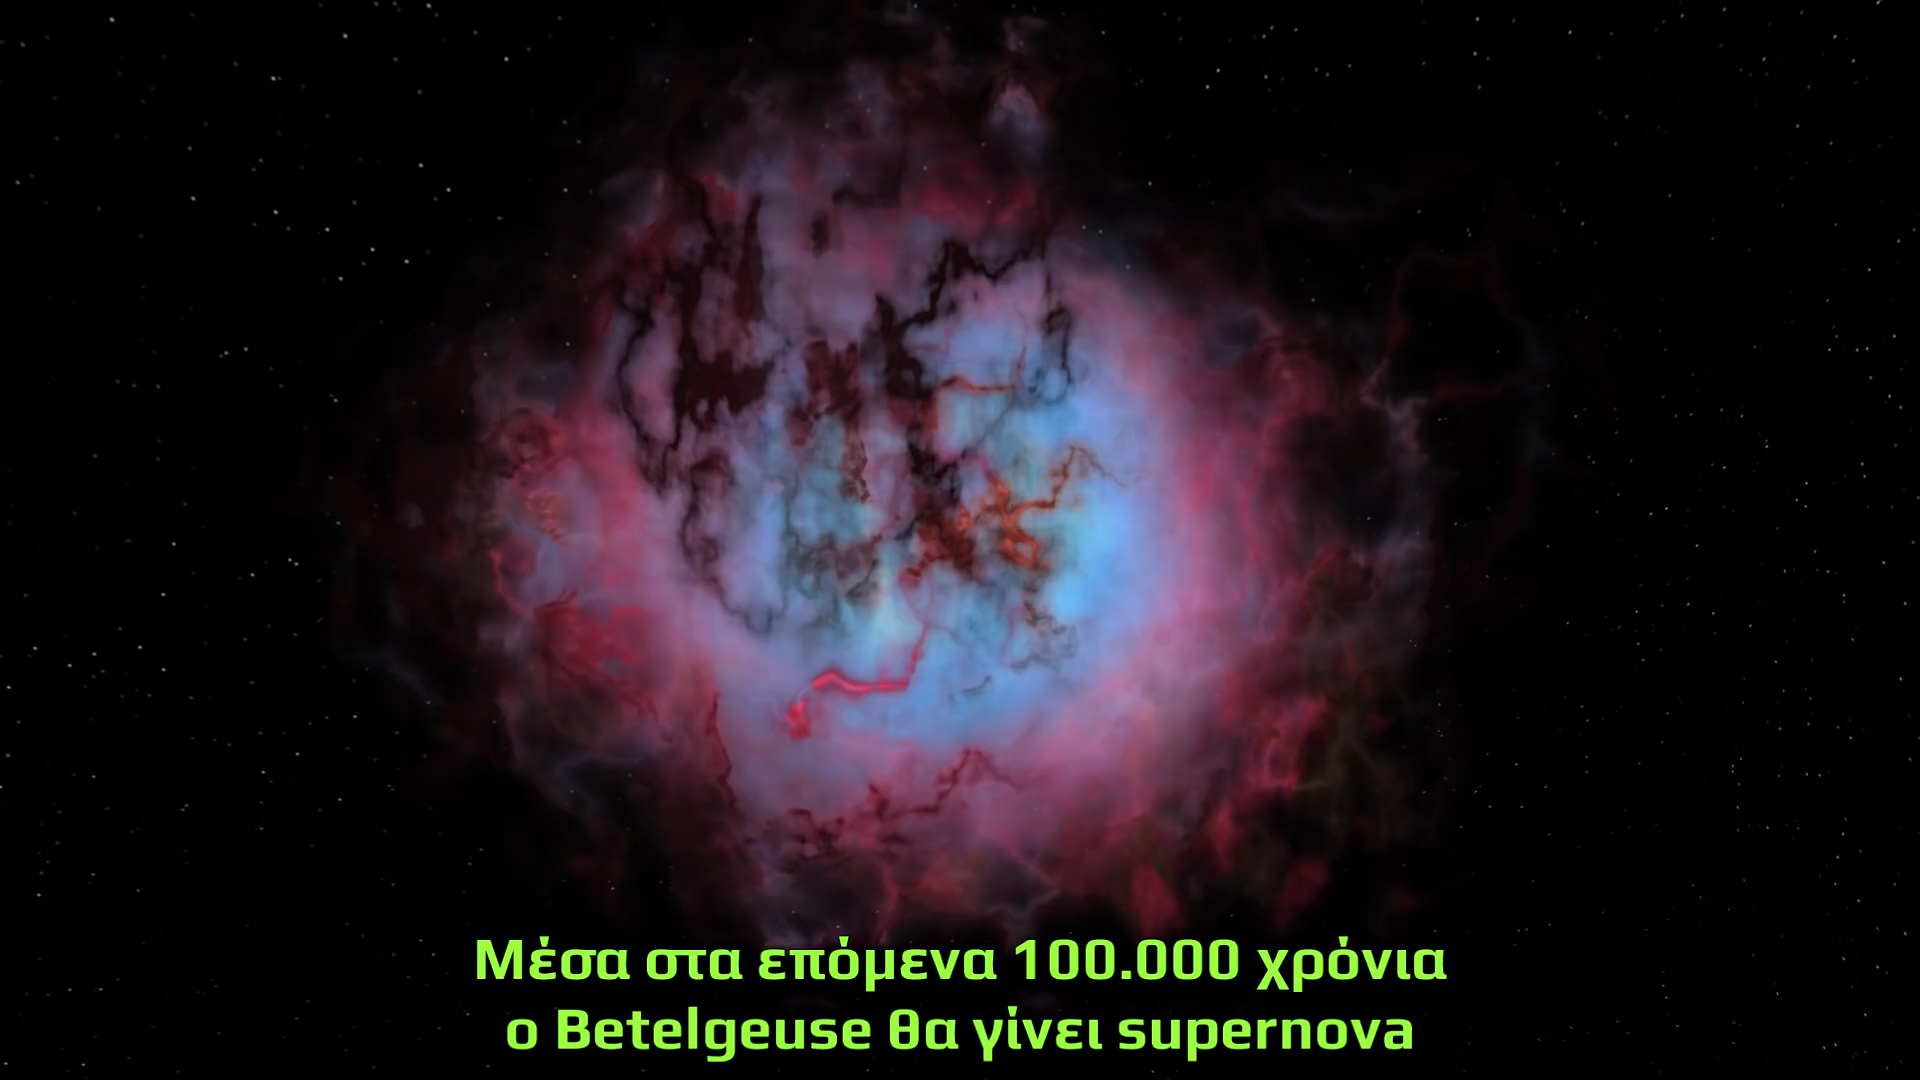 Μέσα στα επόμενα 100.000 χρόνια
ο Betelgeuse θα γίνει supernova